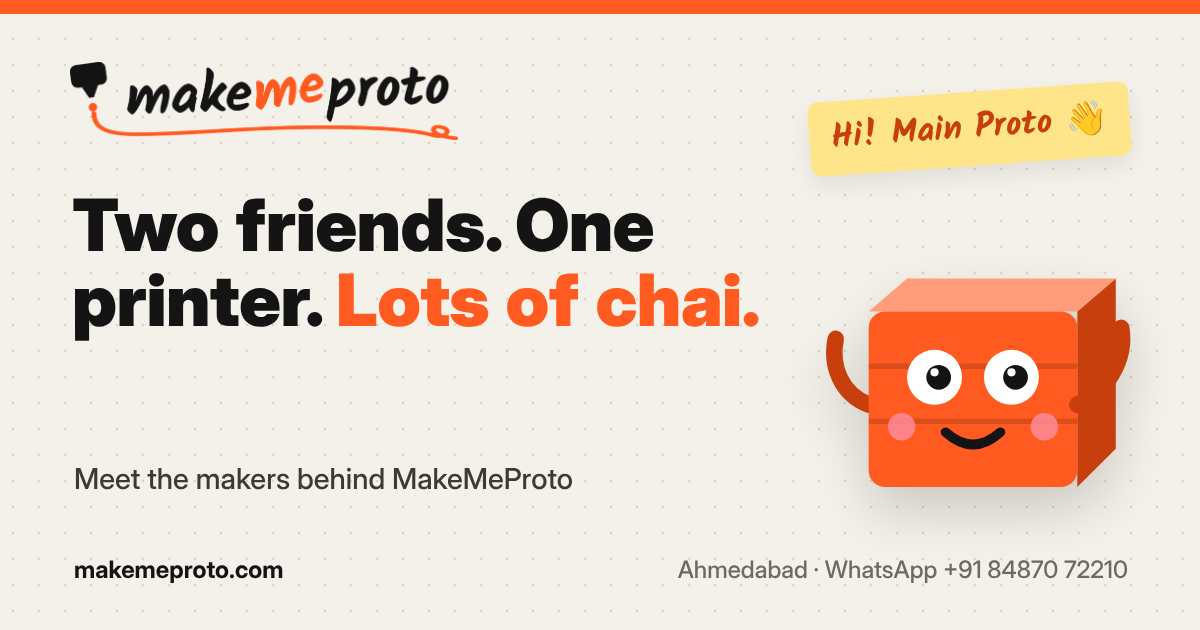 makemeproto
Hi! Main Proto 👋
Two friends. One
printer. Lots of chai.
Meet the makers behind MakeMeProto
makemeproto.com
Ahmedabad · WhatsApp +91 84870 72210